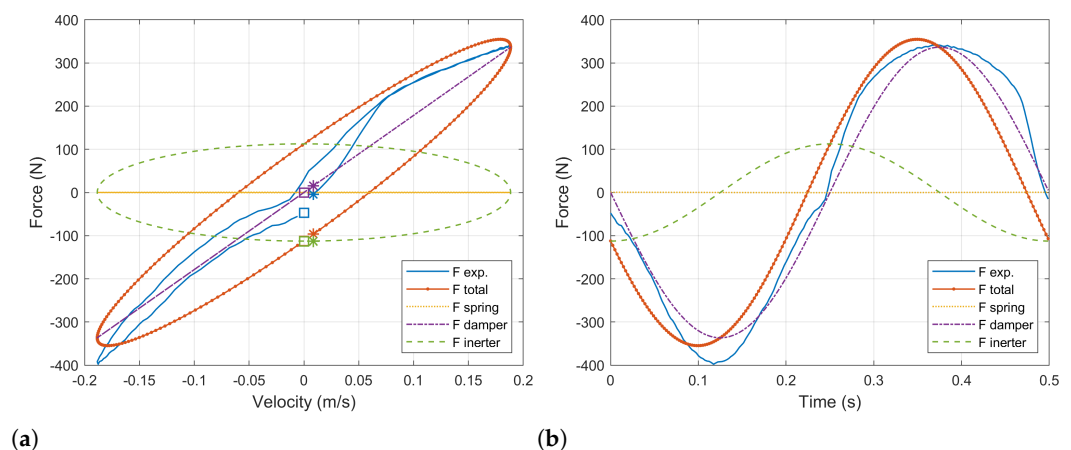 400
300
200
100
0
-100
-200
-300
-400
Force (N)
-0.2 -0.15 -0.1 -0.05 0 0.05 0.1 0.15 0.2
Velocity (m/s)
F exp.
F total
F spring
F damper
F inerter
(a)
400
300
200
100
0
-100
-200
-300
-400
Force (N)
0 0.1 0.2 0.3 0.4 0.5
Time (s)
F exp.
F total
F spring
F damper
F inerter
(b)